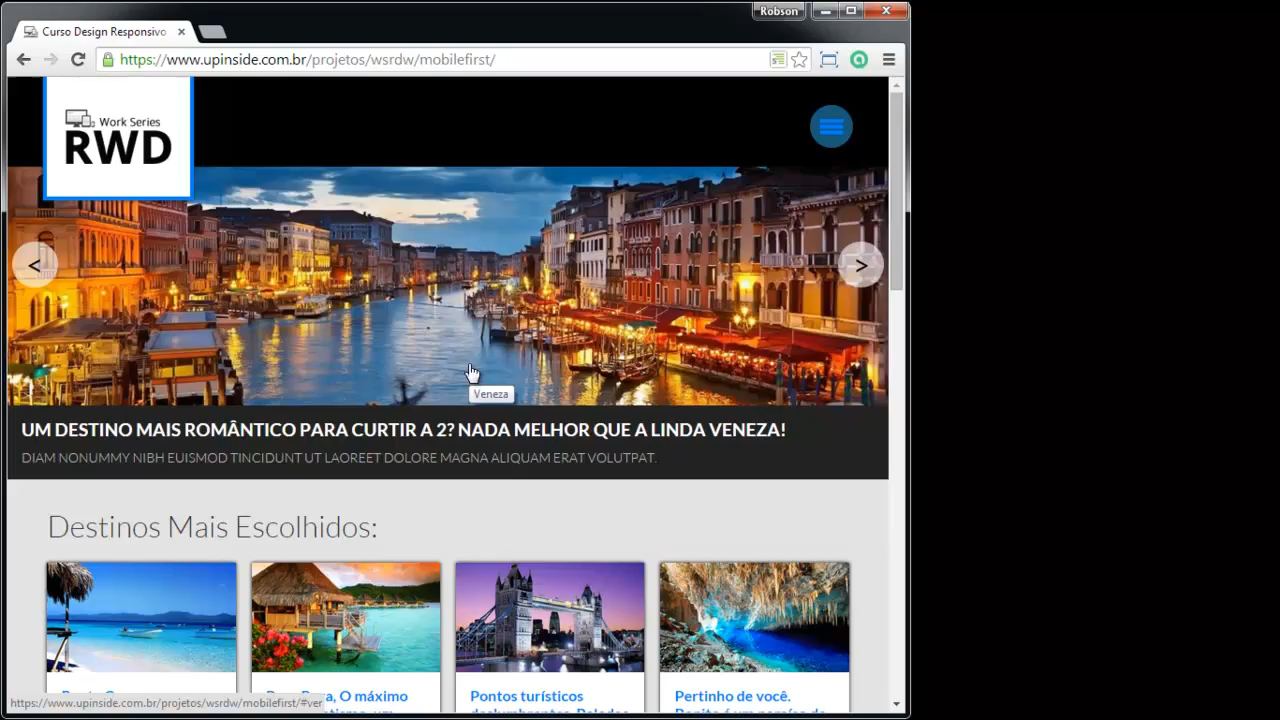 Robson
Curso Design Responsivo
https://www.upinside.com.br/projetos/wsrdw/mobilefirst/
Work Series
RWD
<
>
Veneza
UM DESTINO MAIS ROMÂNTICO PARA CURTIR A 2? NADA MELHOR QUE A LINDA VENEZA!
DIAM NONUMMY NIBH EUISMOD TINCIDUNT UT LAOREET DOLORE MAGNA ALIQUAM ERAT VOLUTPAT.
Destinos Mais Escolhidos:
O máximo
Pontos turísticos
Pertinho de você.
https://www.upinside.com.br/projetos/wsrdw/mobilefirst/#ver